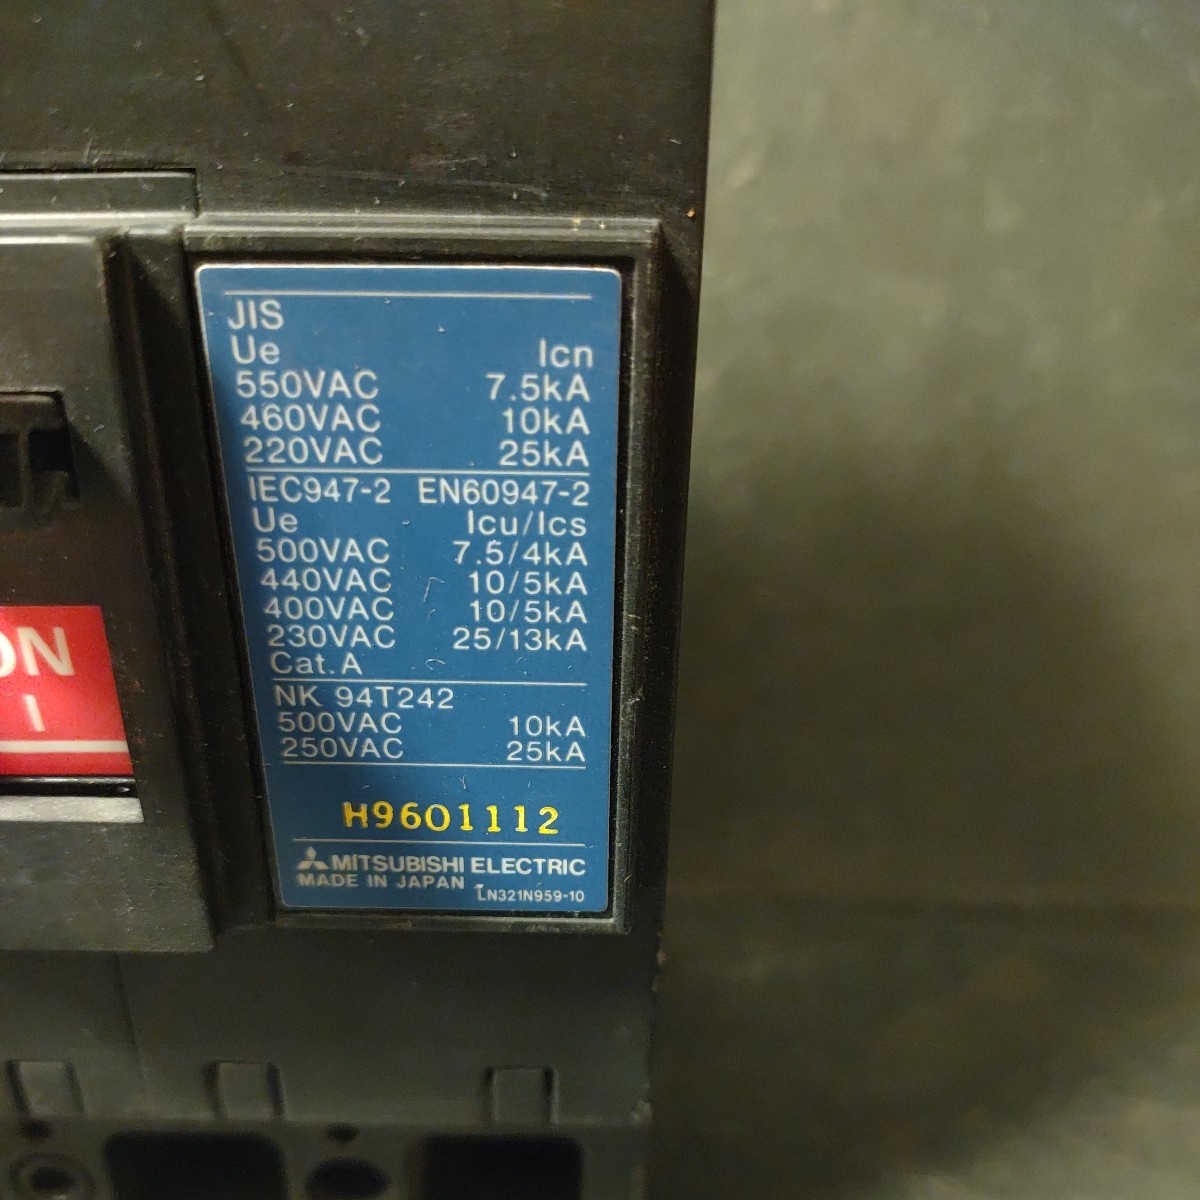 JIS
Ue Icn
550VAC 7.5kA
460VAC 10kA
220VAC 25kA
IEC947-2 EN60947-2
Ue Icu/Ics
500VAC 7.5/4kA
440VAC 10/5kA
400VAC 10/5kA
230VAC 25/13kA
Cat.A
NK 94T242
500VAC 10kA
250VAC 25kA
H9601112
MITSUBISHI ELECTRIC
MADE IN JAPAN LN321N959-10
ON
I